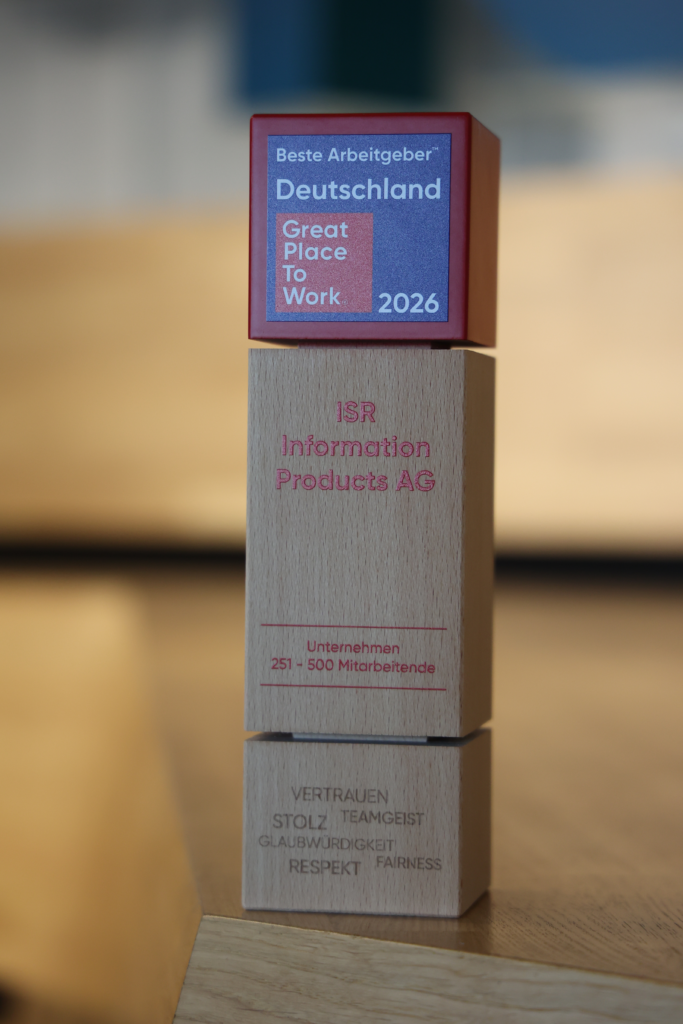 Beste Arbeitgeber™
Deutschland
Great
Place
To
Work
2026
ISR
Information
Products AG
Unternehmen
251 - 500 Mitarbeitende
VERTRAUEN
STOLZ TEAMGEIST
GLAUBWÜRDIGKEIT
RESPEKT FAIRNESS